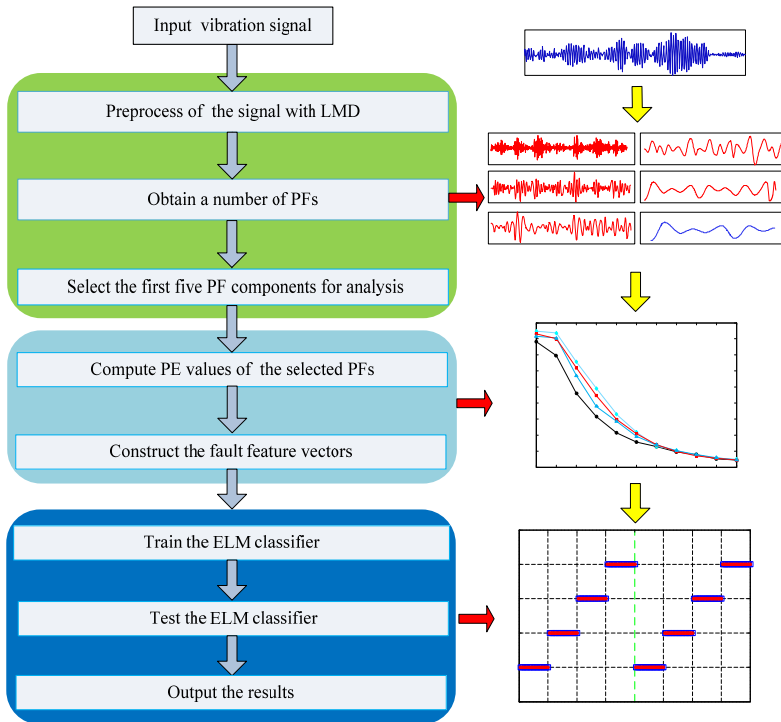 Input vibration signal
Preprocess of the signal with LMD
Obtain a number of PFs
Select the first five PF components for analysis
Compute PE values of the selected PFs
Construct the fault feature vectors
Train the ELM classifier
Test the ELM classifier
Output the results